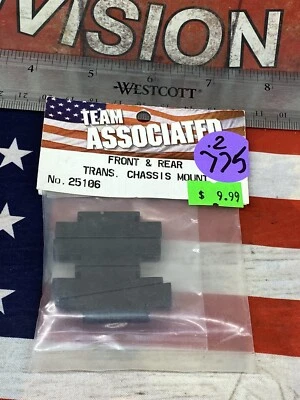 VISION
8 7 6 5 4
WESTCOTT®
TEAM
ASSOCIATED
FRONT & REAR
TRANS. CHASSIS MOUNT
No. 25106
.2
775
$ 9.99